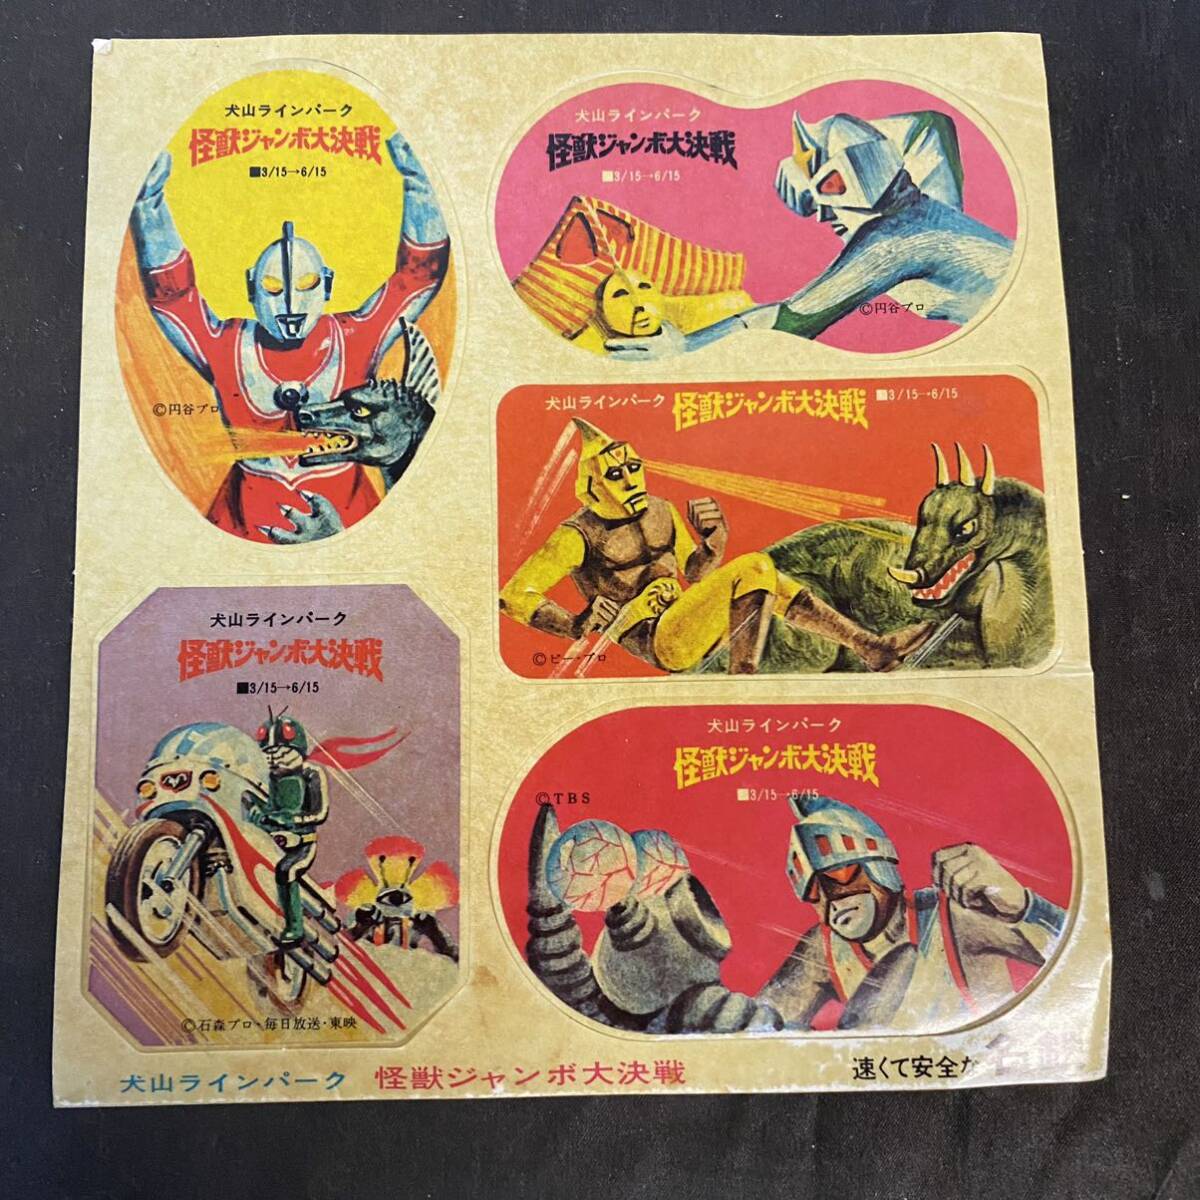 犬山ラインパーク
怪獣ジャンボ大決戦
■3/15→6/15
©円谷プロ
犬山ラインパーク
怪獣ジャンボ大決戦
■3/15→6/15
©円谷プロ
犬山ラインパーク 怪獣ジャンボ大決戦 ■3/15→6/15
©ピー・プロ
犬山ラインパーク
怪獣ジャンボ大決戦
■3/15→6/15
©石森プロ・毎日放送・東映
犬山ラインパーク
怪獣ジャンボ大決戦
■3/15→6/15
©TBS
犬山ラインパーク 怪獣ジャンボ大決戦 速くて安全な